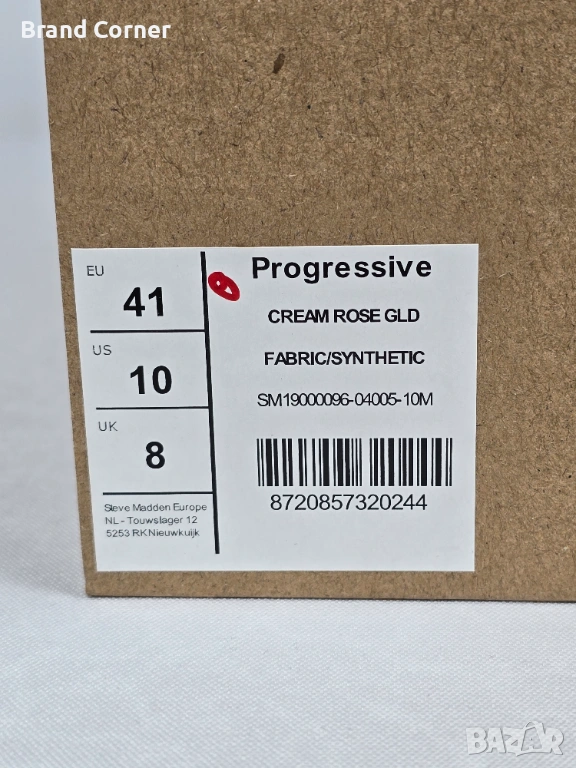 Brand Corner
EU
41
US
10
UK
8
Steve Madden Europe
NL - Touwslager 12
5253 RK Nieuwkuijk
Progressive
CREAM ROSE GLD
FABRIC/SYNTHETIC
SM19000096-04005-10M
8720857320244
BAZAR